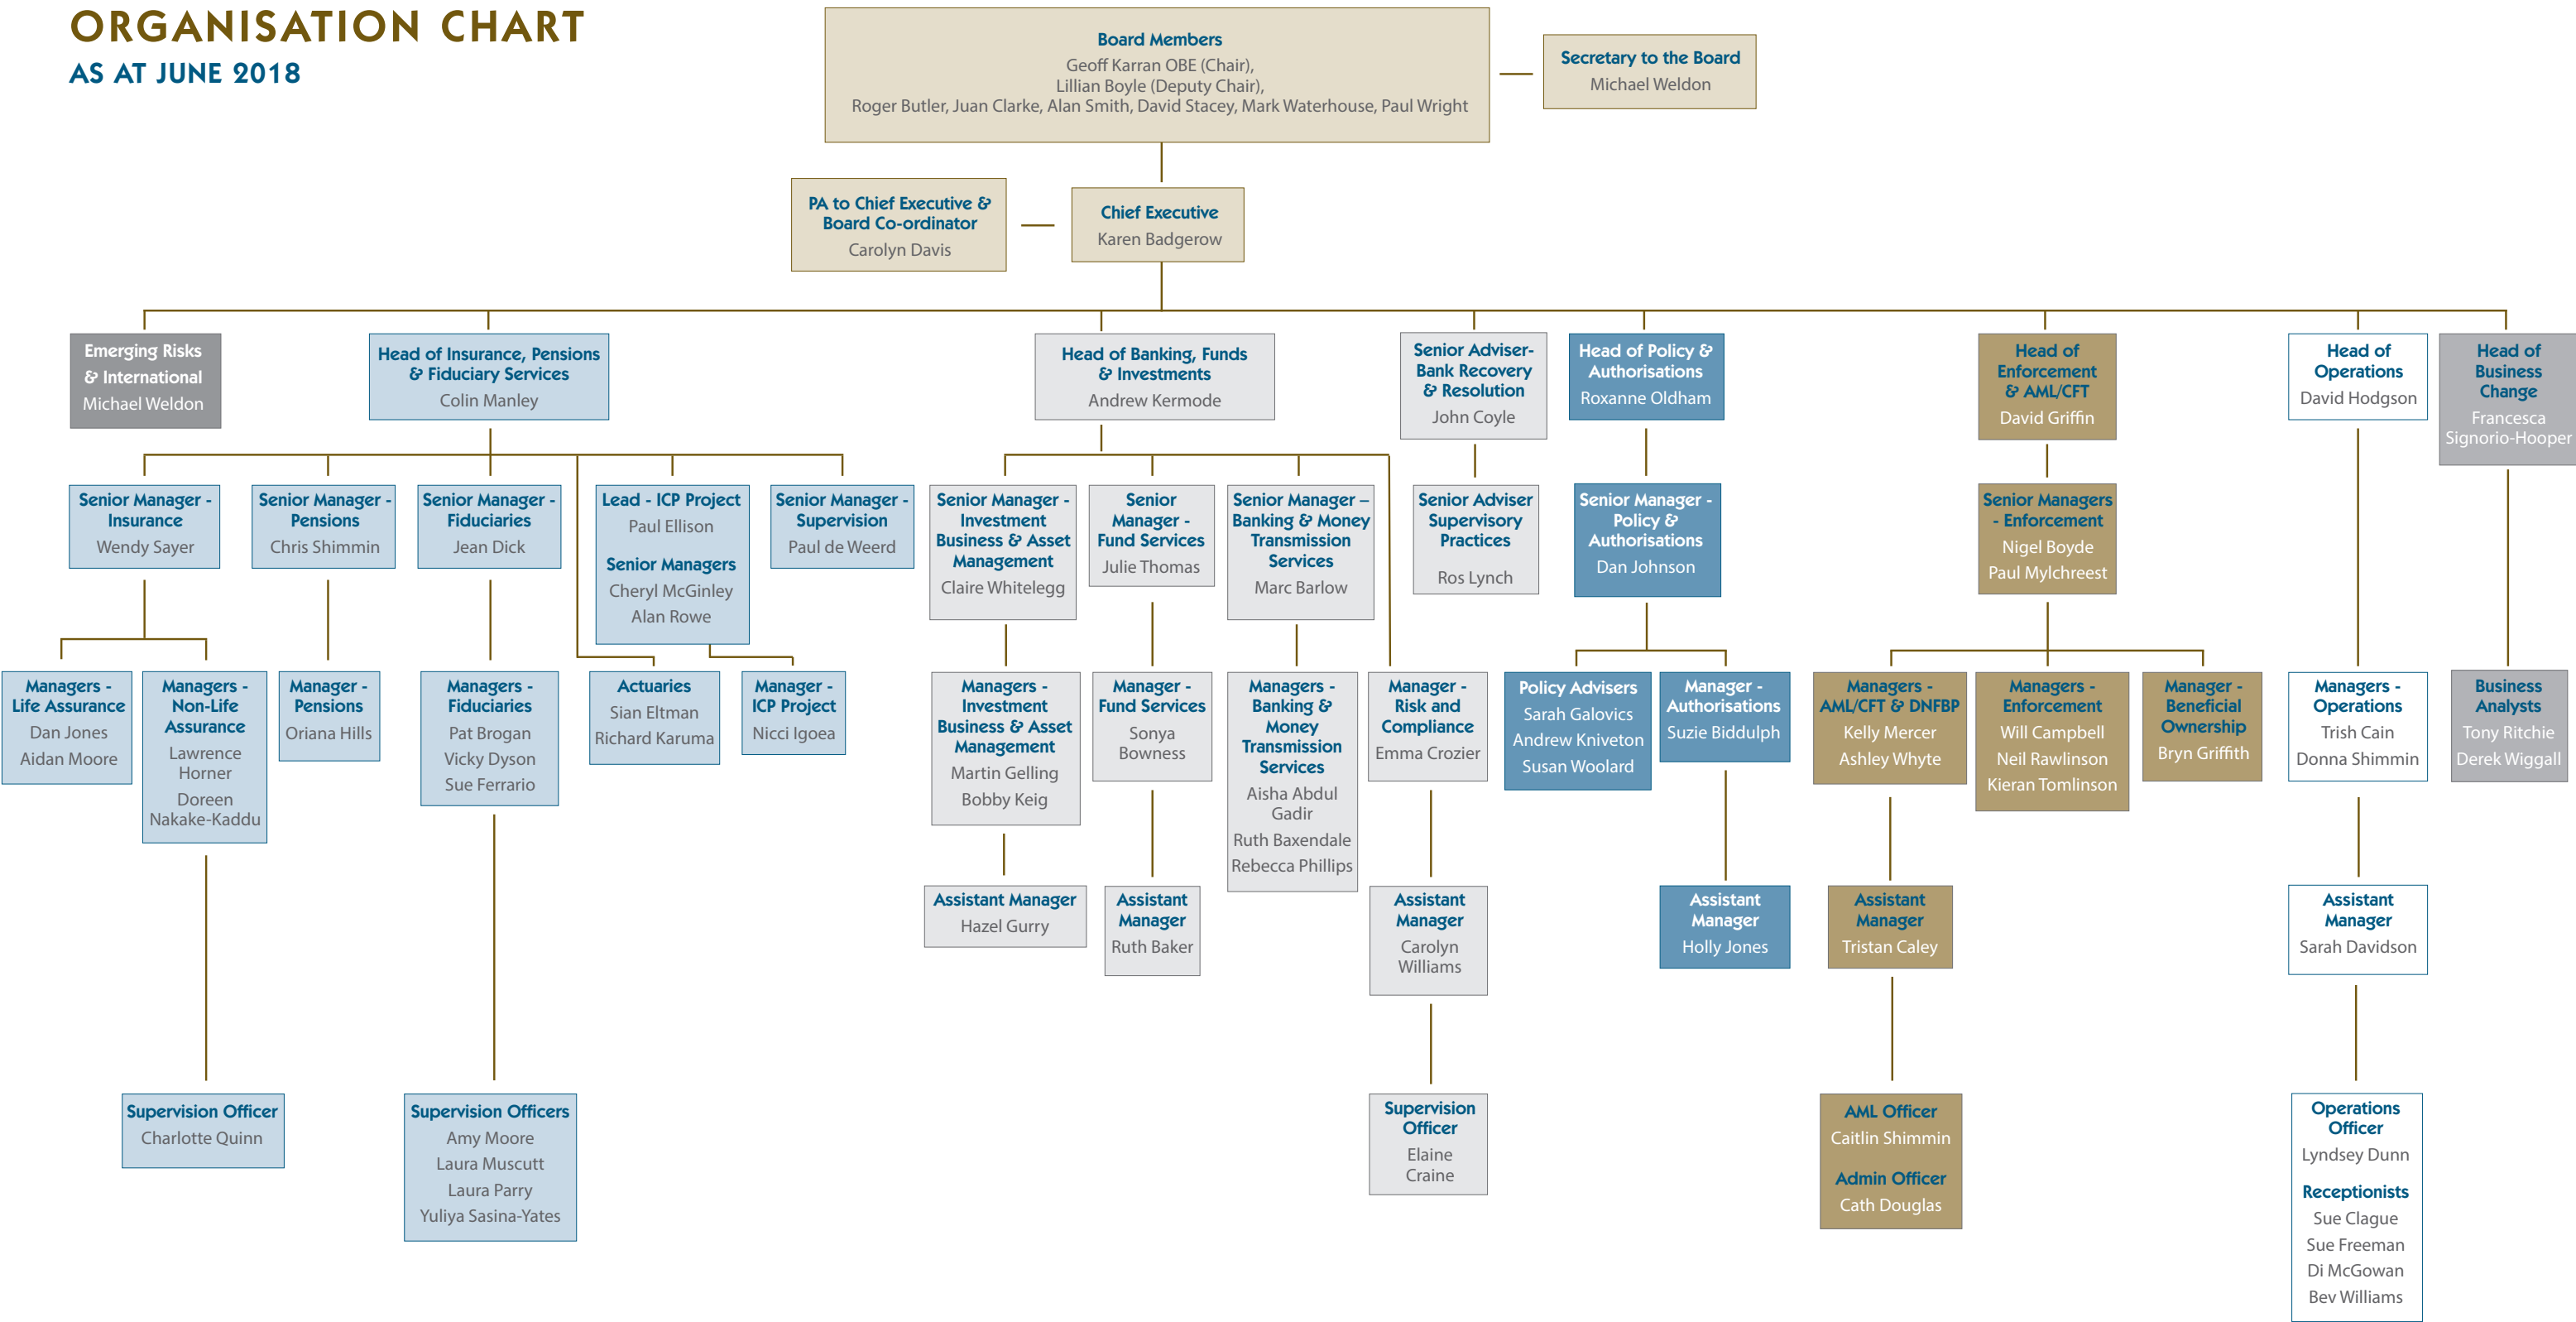 ORGANISATION CHART
AS AT JUNE 2018
Board Members
Geoff Karran OBE (Chair),
Lillian Boyle (Deputy Chair),
Roger Butler, Juan Clarke, Alan Smith, David Stacey, Mark Waterhouse, Paul Wright
Secretary to the Board
Michael Weldon
PA to Chief Executive &
Board Co-ordinator
Carolyn Davis
Chief Executive
Karen Badgerow
Emerging Risks
& International
Michael Weldon
Head of Insurance, Pensions
& Fiduciary Services
Colin Manley
Head of Banking, Funds
& Investments
Andrew Kermode
Senior Adviser-
Bank Recovery
& Resolution
John Coyle
Head of Policy &
Authorisations
Roxanne Oldham
Head of
Enforcement
& AML/CFT
David Griffin
Head of
Operations
David Hodgson
Head of
Business
Change
Francesca
Signorio-Hooper
Senior Manager -
Insurance
Wendy Sayer
Senior Manager -
Pensions
Chris Shimmin
Senior Manager -
Fiduciaries
Jean Dick
Lead - ICP Project
Paul Ellison
Senior Managers
Cheryl McGinley
Alan Rowe
Senior Manager -
Supervision
Paul de Weerd
Senior Manager -
Investment
Business & Asset
Management
Claire Whitelegg
Senior
Manager -
Fund Services
Julie Thomas
Senior Manager –
Banking & Money
Transmission
Services
Marc Barlow
Senior Adviser
Supervisory
Practices
Ros Lynch
Senior Manager -
Policy &
Authorisations
Dan Johnson
Senior Managers
- Enforcement
Nigel Boyde
Paul Mylchreest
Managers -
Life Assurance
Dan Jones
Aidan Moore
Managers -
Non-Life
Assurance
Lawrence
Horner
Doreen
Nakake-Kaddu
Manager -
Pensions
Oriana Hills
Managers -
Fiduciaries
Pat Brogan
Vicky Dyson
Sue Ferrario
Actuaries
Sian Eltman
Richard Karuma
Manager -
ICP Project
Nicci Igoea
Managers -
Investment
Business & Asset
Management
Martin Gelling
Bobby Keig
Manager -
Fund Services
Sonya
Bowness
Managers -
Banking &
Money
Transmission
Services
Aisha Abdul
Gadir
Ruth Baxendale
Rebecca Phillips
Manager -
Risk and
Compliance
Emma Crozier
Policy Advisers
Sarah Galovics
Andrew Kniveton
Susan Woolard
Manager -
Authorisations
Suzie Biddulph
Managers -
AML/CFT & DNFBP
Kelly Mercer
Ashley Whyte
Managers -
Enforcement
Will Campbell
Neil Rawlinson
Kieran Tomlinson
Manager -
Beneficial
Ownership
Bryn Griffith
Managers -
Operations
Trish Cain
Donna Shimmin
Business
Analysts
Tony Ritchie
Derek Wiggall
Assistant Manager
Hazel Gurry
Assistant
Manager
Ruth Baker
Assistant
Manager
Carolyn
Williams
Assistant
Manager
Holly Jones
Assistant
Manager
Tristan Caley
Assistant
Manager
Sarah Davidson
Supervision Officer
Charlotte Quinn
Supervision Officers
Amy Moore
Laura Muscutt
Laura Parry
Yuliya Sasina-Yates
Supervision
Officer
Elaine
Craine
AML Officer
Caitlin Shimmin
Admin Officer
Cath Douglas
Operations
Officer
Lyndsey Dunn
Receptionists
Sue Clague
Sue Freeman
Di McGowan
Bev Williams